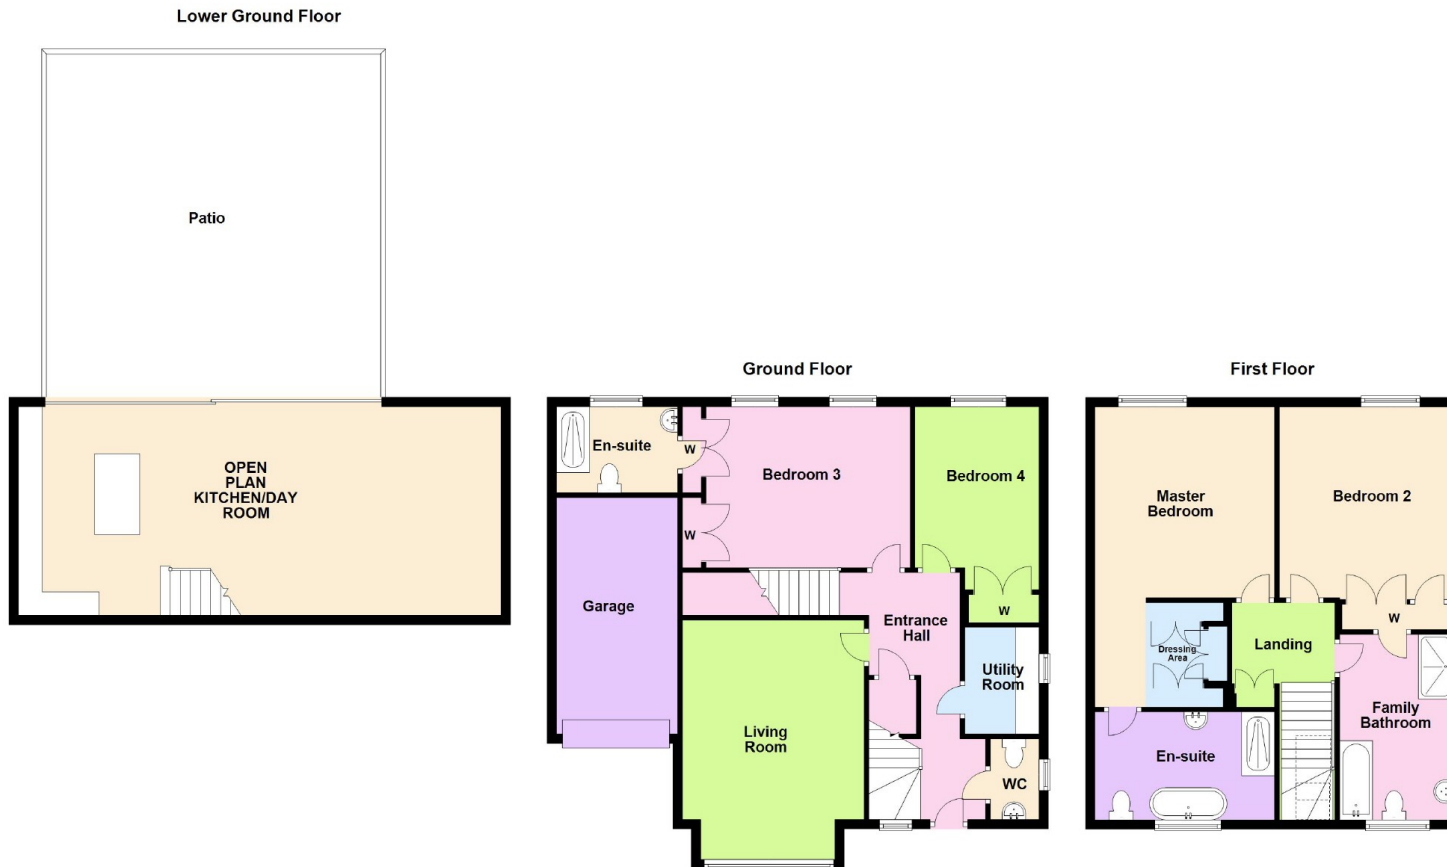 Lower Ground Floor
Patio
OPEN
PLAN
KITCHEN/DAY
ROOM
Ground Floor
En-suite
W
Bedroom 3
Bedroom 4
W
W
Garage
Entrance
Hall
Utility
Room
Living
Room
WC
First Floor
Master
Bedroom
Bedroom 2
W
Dressing
Area
Landing
Family
Bathroom
En-suite